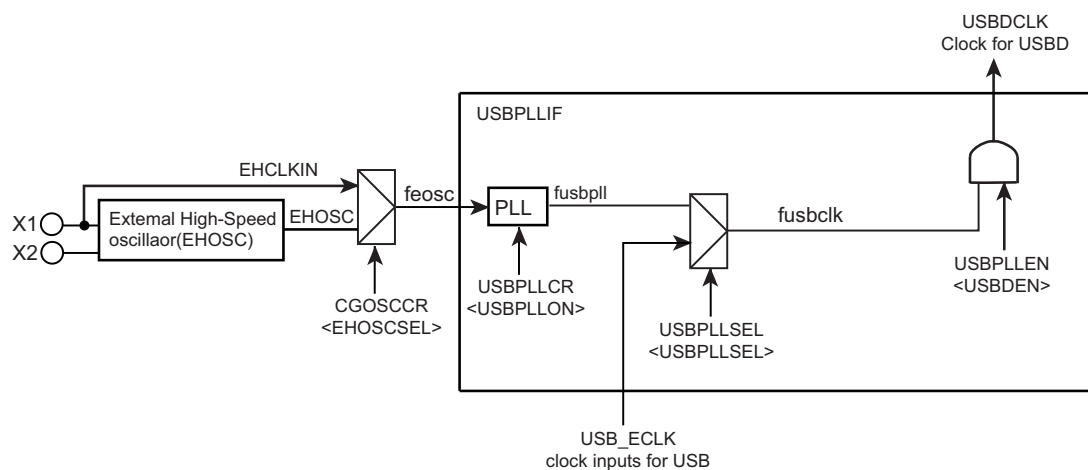 USBDCLK
Clock for USBD
USBPLLIF
EHCLKIN
feosc
fusbpll
PLL
fusbclk
X1
X2
External High-Speed
oscillaor(EHOSC)
EHOSC
USBPLLEN
<USBDEN>
USBPLLCR
<USBPLLON>
CGOSCCR
<EHOSCSEL>
USBPLLSEL
<USBPLLSEL>
USB_ECLK
clock inputs for USB